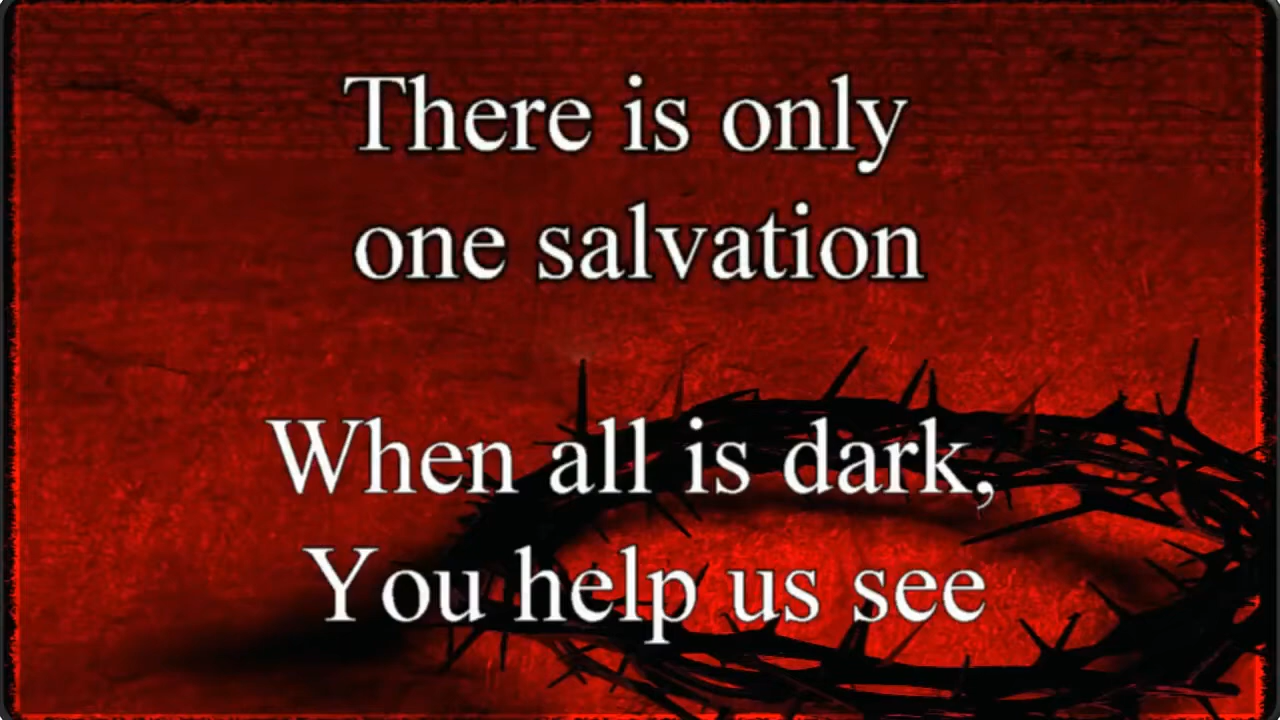 There is only
one salvation
When all is dark,
You help us see